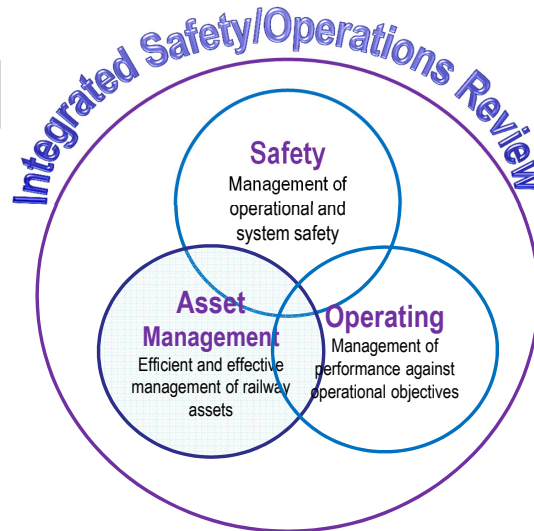 Integrated Safety/Operations Review
Safety
Management of
operational and
system safety
Asset
Management
Efficient and effective
management of railway
assets
Operating
Management of
performance against
operational objectives